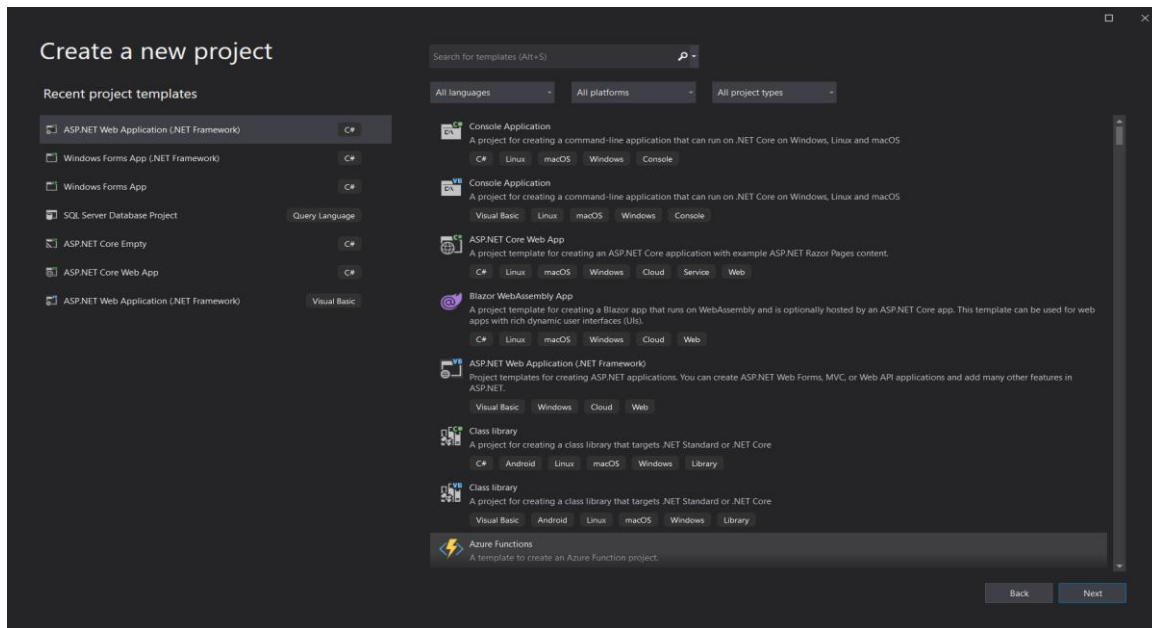 Create a new project
Search for templates (Alt+S)
Recent project templates
All languages
All platforms
All project types
ASP.NET Web Application (.NET Framework)
C#
Windows Forms App (.NET Framework)
C#
Windows Forms App
C#
SQL Server Database Project
Query Language
ASP.NET Core Empty
C#
ASP.NET Core Web App
C#
ASP.NET Web Application (.NET Framework)
Visual Basic
Console Application
A project for creating a command-line application that can run on .NET Core on Windows, Linux and macOS
C# Linux macOS Windows Console
Console Application
A project for creating a command-line application that can run on .NET Core on Windows, Linux and macOS
Visual Basic Linux macOS Windows Console
ASP.NET Core Web App
A project template for creating an ASP.NET Core application with example ASP.NET Razor Pages content.
C# Linux macOS Windows Cloud Service Web
Blazor WebAssembly App
A project template for creating a Blazor app that runs on WebAssembly and is optionally hosted by an ASP.NET Core app. This template can be used for web
apps with rich dynamic user interfaces (UIs).
C# Linux macOS Windows Cloud Web
ASP.NET Web Application (.NET Framework)
Project templates for creating ASP.NET applications. You can create ASP.NET Web Forms, MVC, or Web API applications and add many other features in
ASP.NET.
Visual Basic Windows Cloud Web
Class library
A project for creating a class library that targets .NET Standard or .NET Core
C# Android Linux macOS Windows Library
Class library
A project for creating a class library that targets .NET Standard or .NET Core
Visual Basic Android Linux macOS Windows Library
Azure Functions
A template to create an Azure Function project.
Back
Next